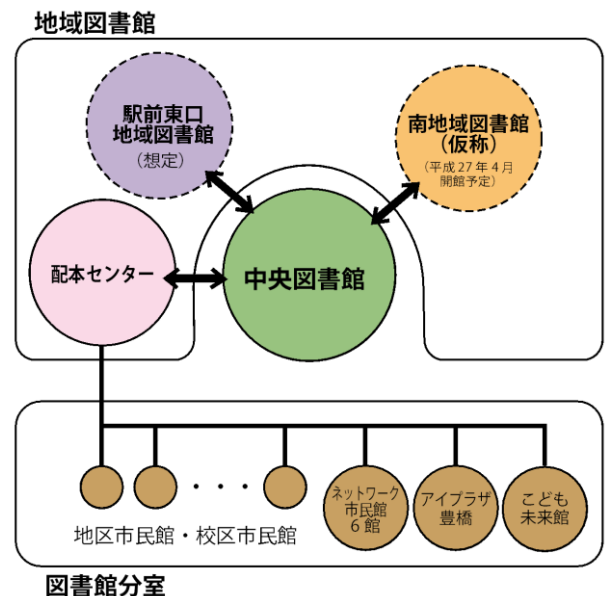 地域図書館
駅前東口
地域図書館
（想定）
南地域図書館
（仮称）
（平成27年4月
開館予定）
配本センター
中央図書館
・・・
地区市民館・校区市民館
ネットワーク
市民館
6館
アイプラザ
豊橋
こども
未来館
図書館分室